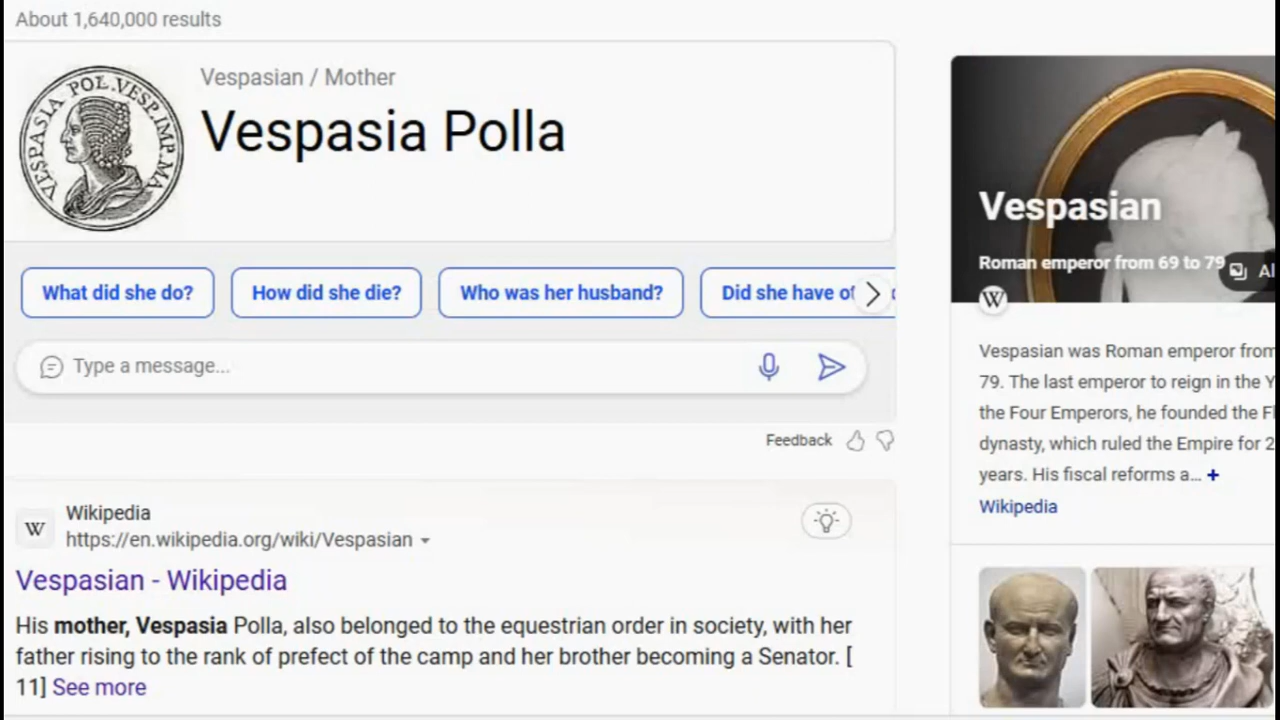 About 1,640,000 results
VESPASIA POL.VESP.IMP.MA
Vespasian / Mother
Vespasia Polla
What did she do?
How did she die?
Who was her husband?
Did she have
Type a message...
Feedback
W
Wikipedia
https://en.wikipedia.org/wiki/Vespasian
Vespasian - Wikipedia
His mother, Vespasia Polla, also belonged to the equestrian order in society, with her
father rising to the rank of prefect of the camp and her brother becoming a Senator. [
11] See more
Vespasian
Roman emperor from 69 to 79
Al
W
Vespasian was Roman emperor from
79. The last emperor to reign in the Y
the Four Emperors, he founded the Fl
dynasty, which ruled the Empire for 2
years. His fiscal reforms a... +
Wikipedia